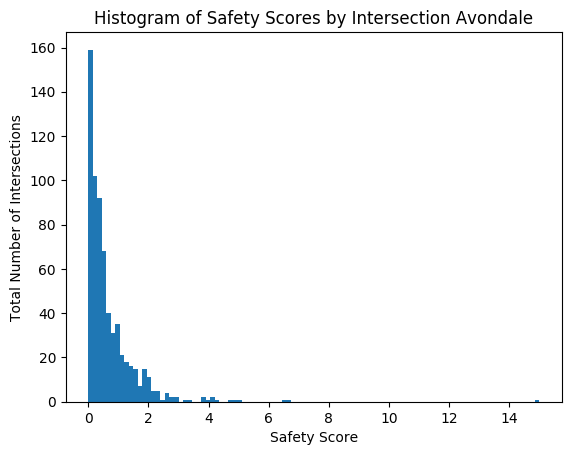 Histogram of Safety Scores by Intersection Avondale
Total Number of Intersections
160
140
120
100
80
60
40
20
0
0 2 4 6 8 10 12 14
Safety Score